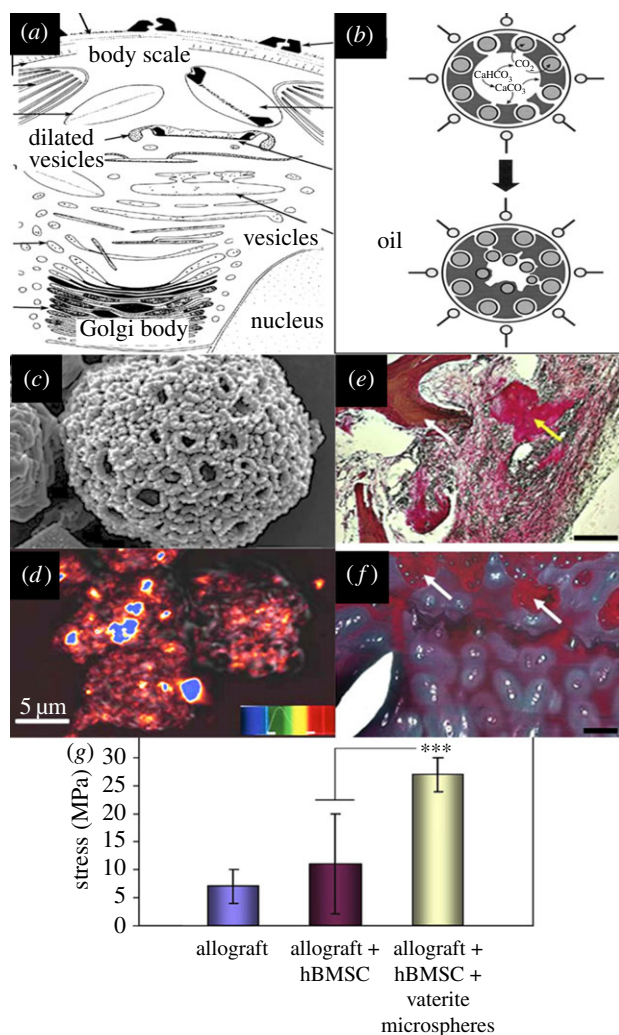 (a)
body scale
dilated
vesicles
vesicles
Golgi body
nucleus
(b)
CO2
CaHCO3
CaCO3
oil
(c)
(e)
(d)
5 µm
(f)
(g)
stress (MPa)
30
25
20
15
10
5
0
***
allograft
allograft +
hBMSC
allograft +
hBMSC +
vaterite
microspheres